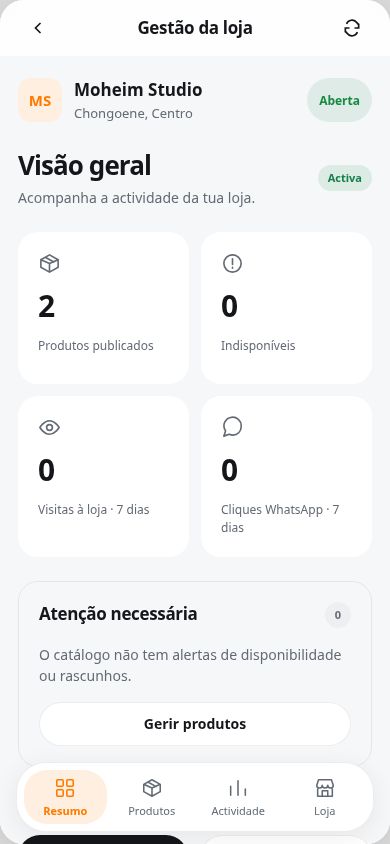 Gestão da loja
MS
Moheim Studio
Chongoene, Centro
Aberta
Visão geral
Acompanha a actividade da tua loja.
Activa
2
Produtos publicados
0
Indisponíveis
0
Visitas à loja · 7 dias
0
Cliques WhatsApp · 7
dias
Atenção necessária
0
O catálogo não tem alertas de disponibilidade
ou rascunhos.
Gerir produtos
Resumo
Produtos
Actividade
Loja